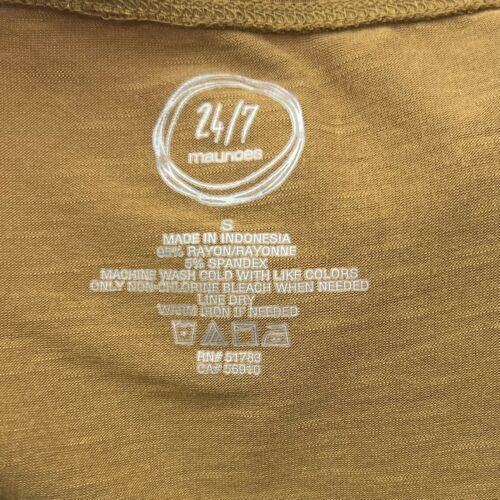 24/7
maurices
S
MADE IN INDONESIA
95% RAYON/RAYONNE
5% SPANDEX
MACHINE WASH COLD WITH LIKE COLORS
ONLY NON-CHLORINE BLEACH WHEN NEEDED
LINE DRY
WARM IRON IF NEEDED
RN# 51783
CA# 56910